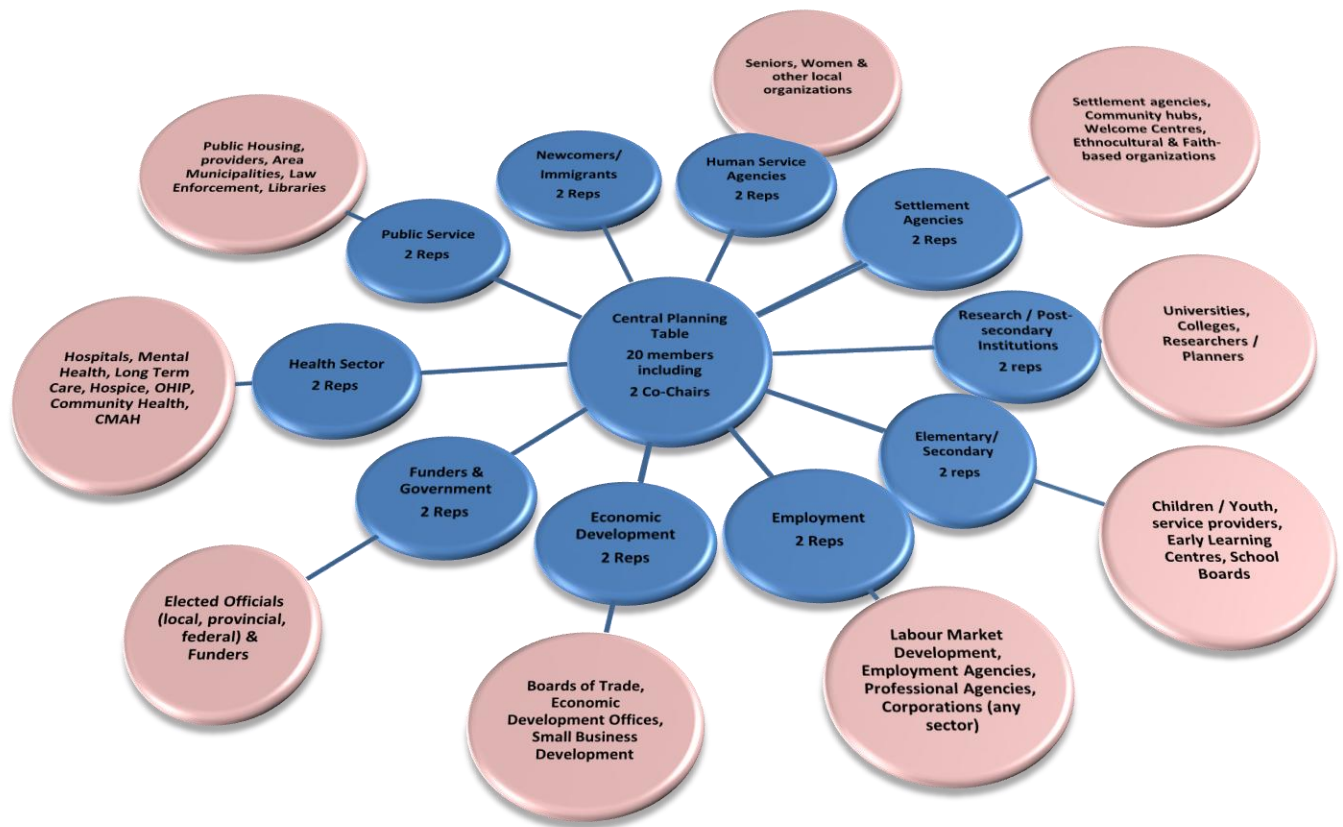 Seniors, Women &
other local
organizations
Settlement agencies,
Community hubs,
Welcome Centres,
Ethnocultural & Faith-
based organizations
Public Housing,
providers, Area
Municipalities, Law
Enforcement, Libraries
Newcomers/
Immigrants
2 Reps
Human Service
Agencies
2 Reps
Settlement
Agencies
2 Reps
Public Service
2 Reps
Central Planning
Table
20 members
including
2 Co-Chairs
Research / Post-
secondary
Institutions
2 reps
Universities,
Colleges,
Researchers /
Planners
Hospitals, Mental
Health, Long Term
Care, Hospice, OHIP,
Community Health,
CMAH
Health Sector
2 Reps
Elementary/
Secondary
2 reps
Funders &
Government
2 Reps
Economic
Development
2 Reps
Employment
2 Reps
Children / Youth,
service providers,
Early Learning
Centres, School
Boards
Elected Officials
(local, provincial,
federal) &
Funders
Boards of Trade,
Economic
Development Offices,
Small Business
Development
Labour Market
Development,
Employment Agencies,
Professional Agencies,
Corporations (any
sector)